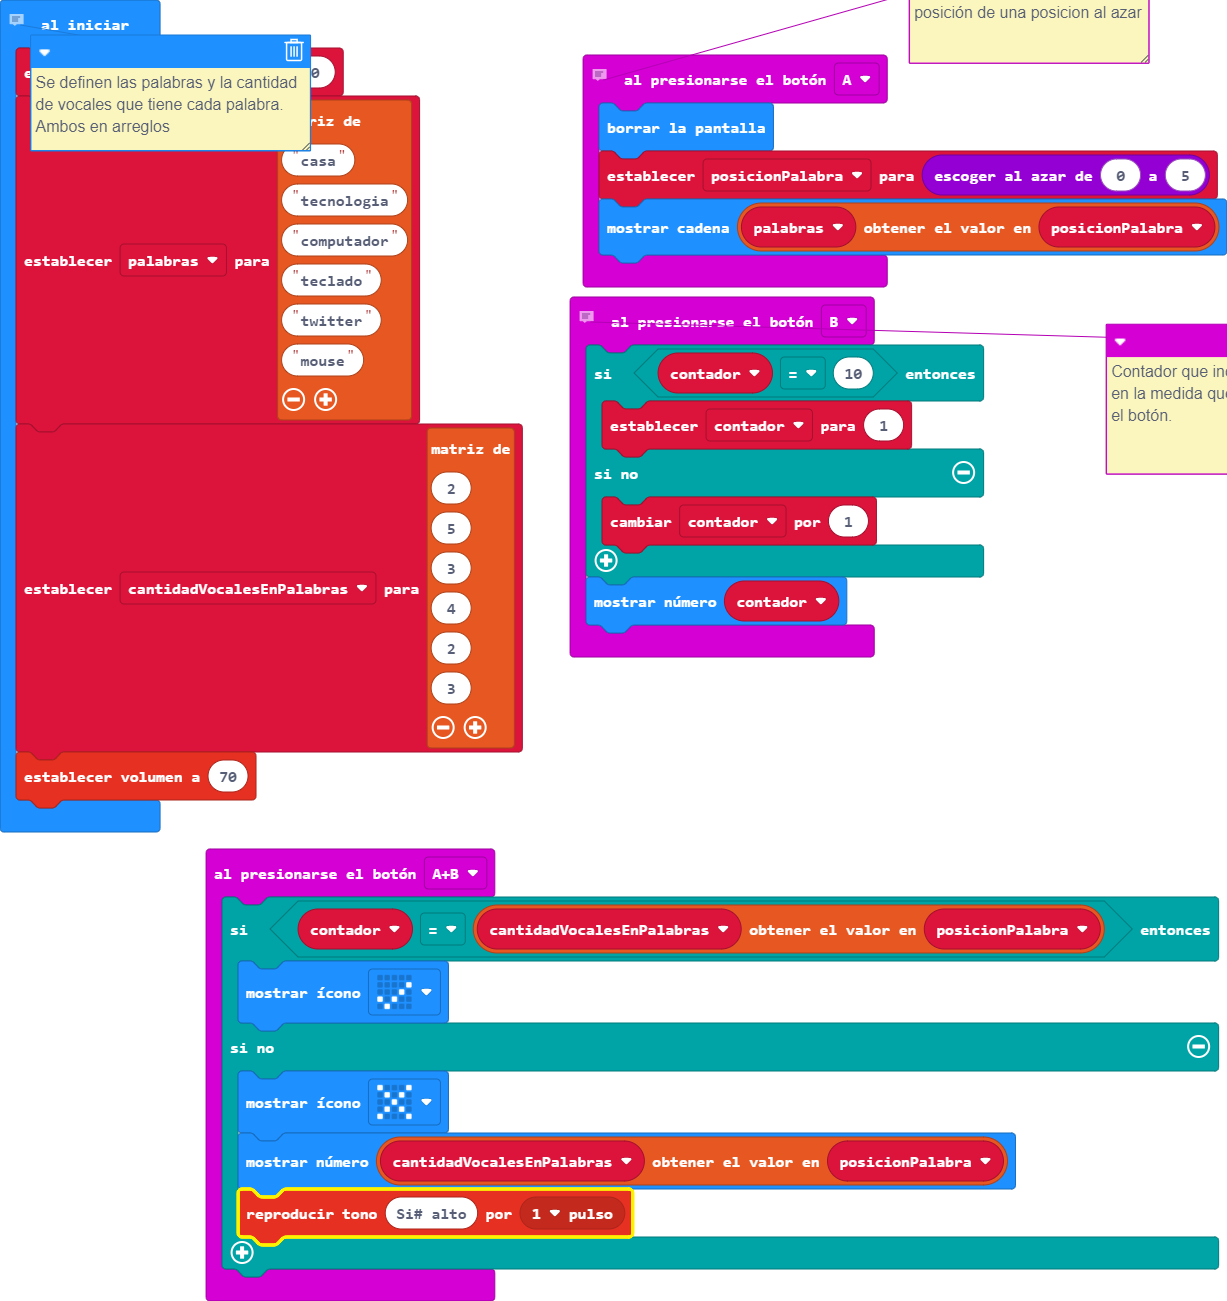 al iniciar
Se definen las palabras y la cantidad
de vocales que tiene cada palabra.
Ambos en arreglos
0
riz de
"casa"
"tecnologia"
"computador"
establecer palabras para
"teclado"
"twitter"
"mouse"
matriz de
2
5
3
establecer cantidadVocalesEnPalabras para
4
2
3
establecer volumen a 70
posición de una posicion al azar
al presionarse el botón A
borrar la pantalla
establecer posicionPalabra para escoger al azar de 0 a 5
mostrar cadena palabras obtener el valor en posicionPalabra
al presionarse el botón B
si contador = 10 entonces
establecer contador para 1
si no
cambiar contador por 1
mostrar número contador
Contador que in
en la medida qu
el botón.
al presionarse el botón A+B
si contador = cantidadVocalesEnPalabras obtener el valor en posicionPalabra entonces
mostrar ícono
si no
mostrar ícono
mostrar número cantidadVocalesEnPalabras obtener el valor en posicionPalabra
reproducir tono Si# alto por 1 pulso